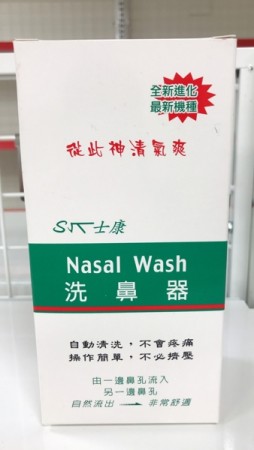 全新進化
最新機種
從此神清氣爽
SK 士康
Nasal Wash
洗鼻器
自動清洗，不會疼痛
操作簡單，不必擠壓
由一邊鼻孔流入
另一邊鼻孔
自然流出 → 非常舒適